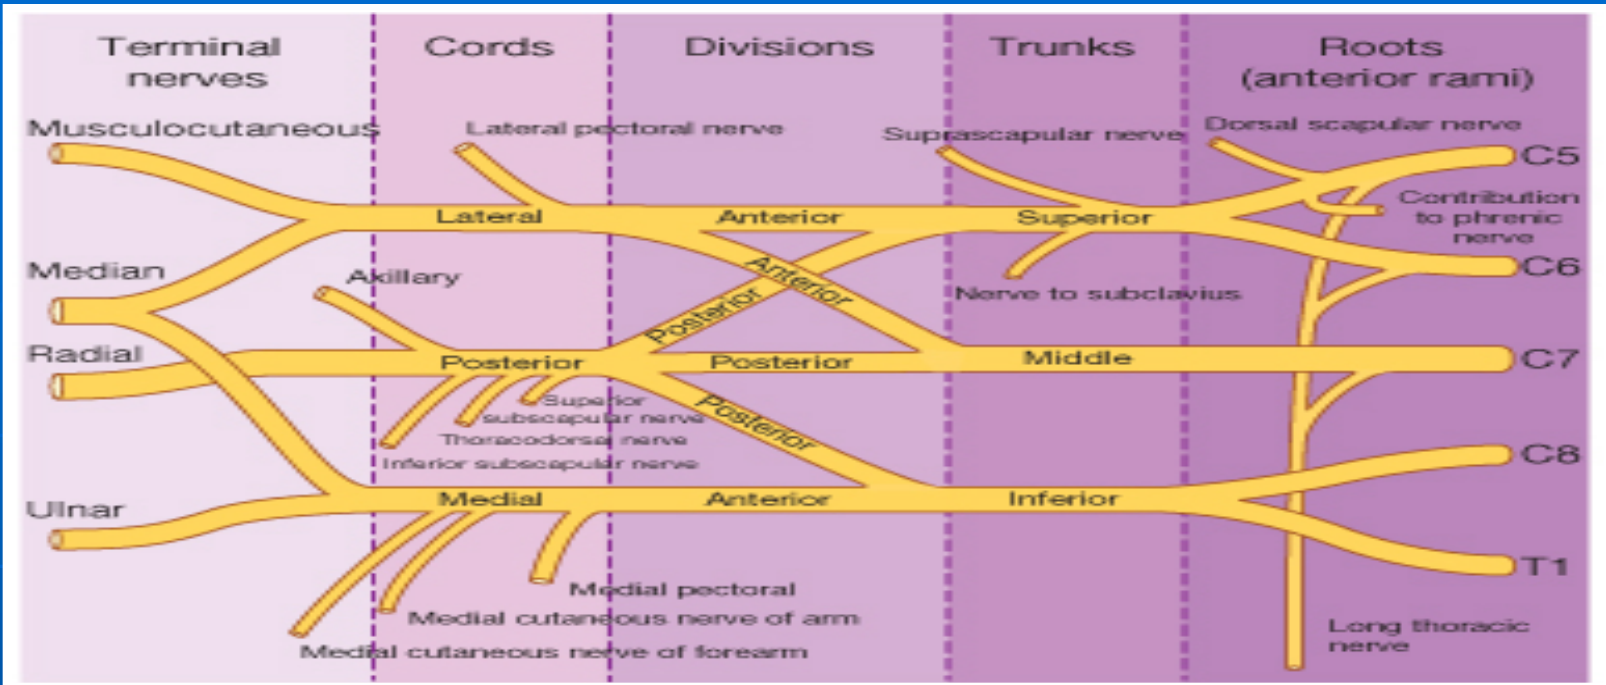 Terminal
nerves
Cords
Divisions
Trunks
Roots
(anterior rami)
Musculocutaneous
Lateral pectoral nerve
Suprascapular nerve
Dorsal scapular nerve
C5
Contribution
to phrenic
nerve
Lateral
Anterior
Superior
C6
Median
Axillary
Anterior
Posterior
Nerve to subclavius
Radial
Posterior
Posterior
Middle
C7
Superior
subscapular nerve
Thoracodorsal nerve
Inferior subscapular nerve
Posterior
C8
Ulnar
Medial
Anterior
Inferior
T1
Medial pectoral
Medial cutaneous nerve of arm
Medial cutaneous nerve of forearm
Long thoracic
nerve